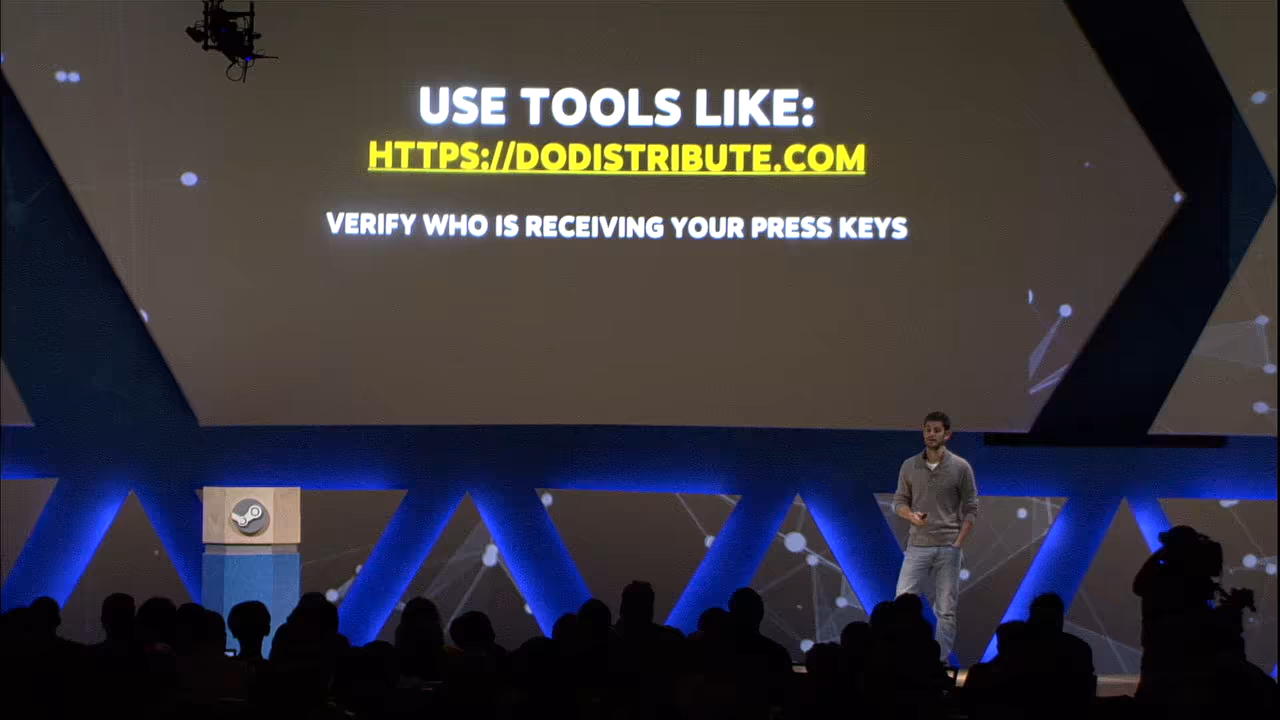 USE TOOLS LIKE:
HTTPS://DODISTRIBUTE.COM
VERIFY WHO IS RECEIVING YOUR PRESS KEYS